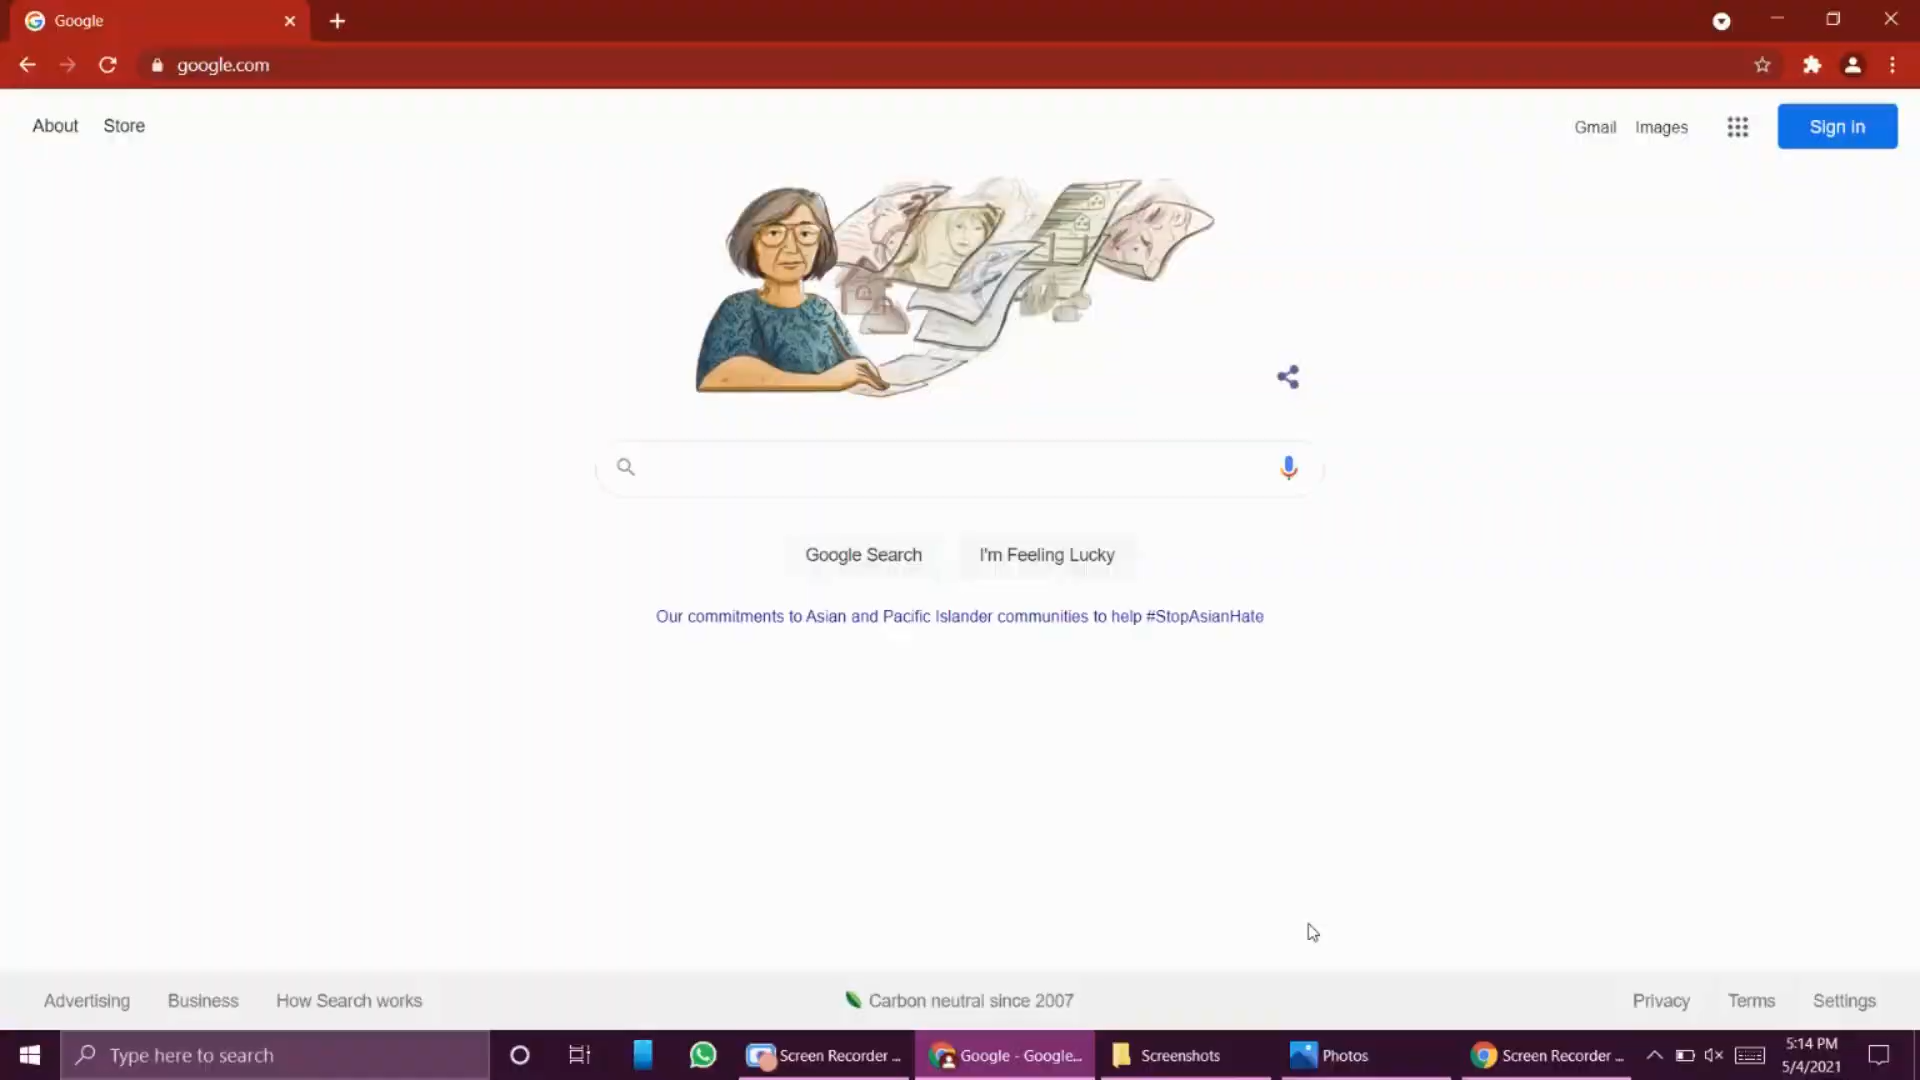 Google
google.com
About Store
Gmail Images Sign in
Google Search I'm Feeling Lucky
Our commitments to Asian and Pacific Islander communities to help #StopAsianHate
Advertising Business How Search works Carbon neutral since 2007 Privacy Terms Settings
Type here to search Screen Recorder ... Google - Google... Screenshots Photos Screen Recorder ... 5:14 PM
5/4/2021